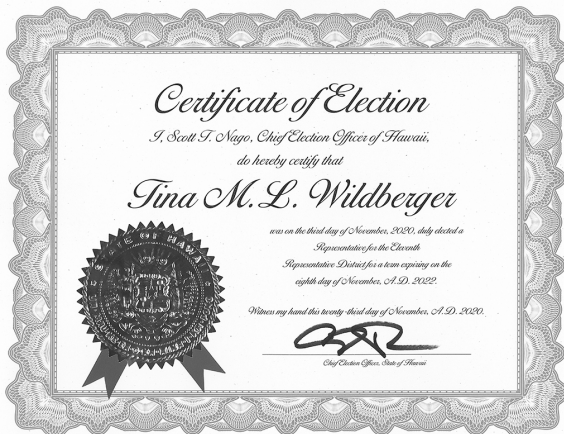 Certificate of Election
I, Scott T. Nago, Chief Election Officer of Hawaii,
do hereby certify that
Tina M. L. Wildberger
was on the third day of November, 2020, duly elected a
Representative for the Eleventh
Representative District for a term expiring on the
eighth day of November, A.D. 2022.
Witness my hand this twenty-third day of November, A.D. 2020.
STATE OF HAWAII
Chief Election Officer, State of Hawaii